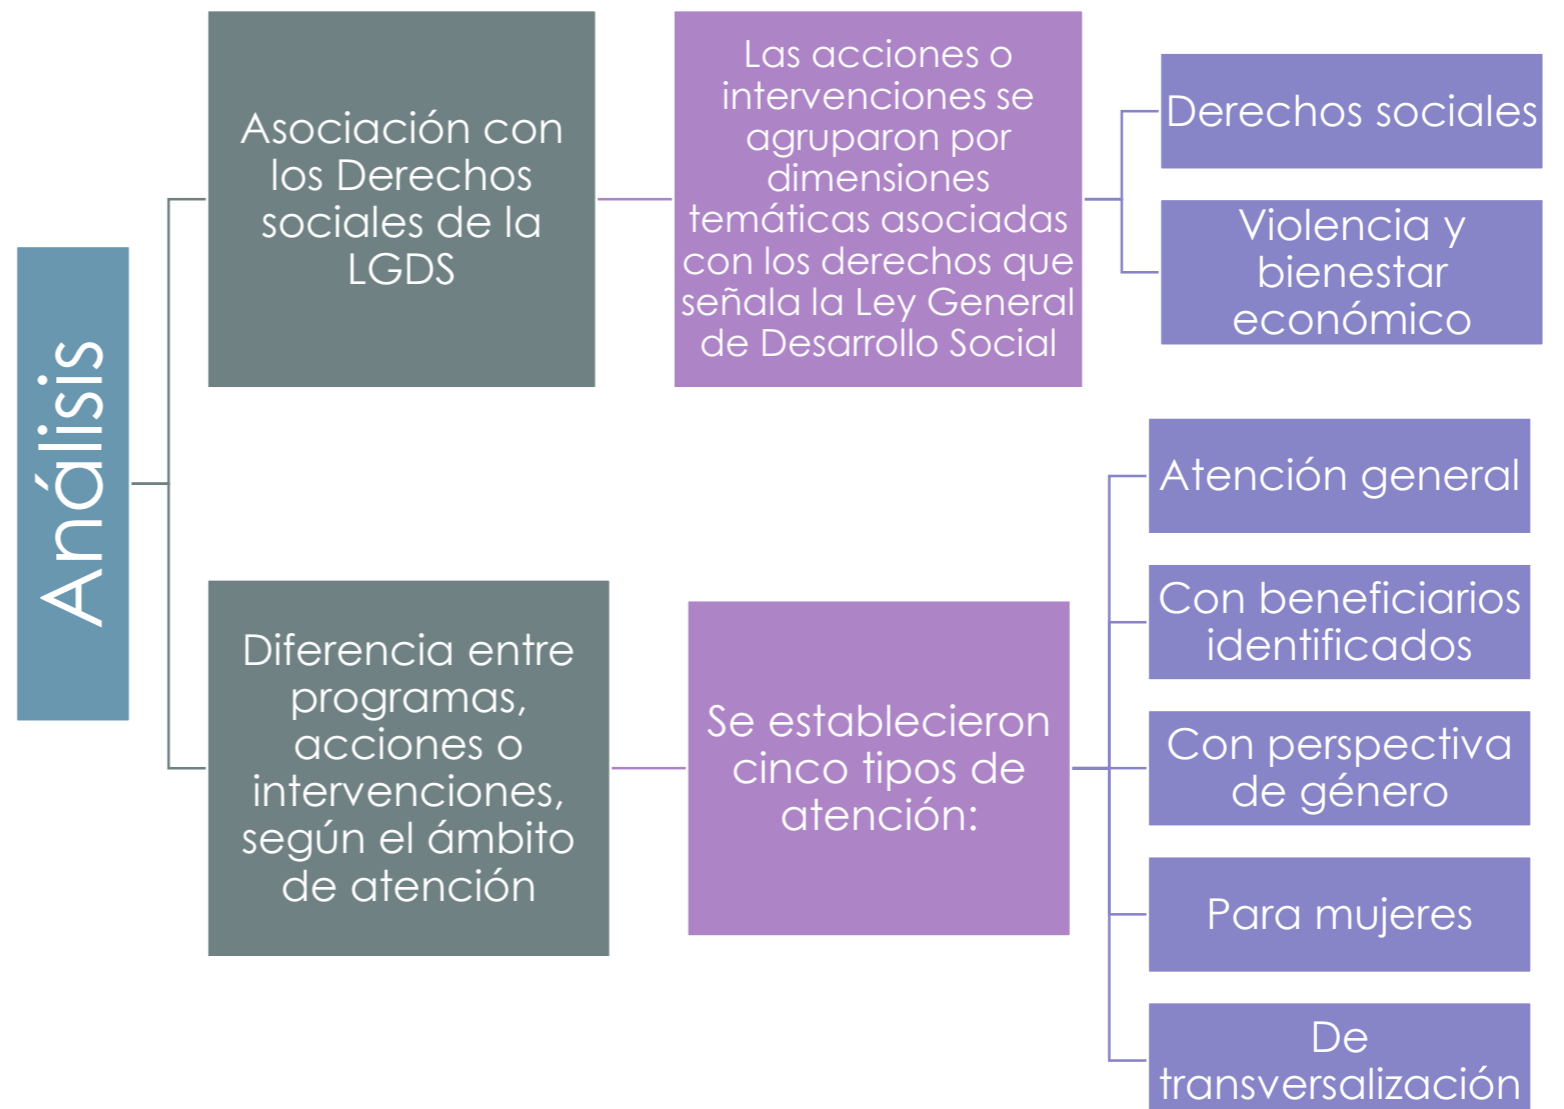 Análisis
Asociación con
los Derechos
sociales de la
LGDS
Las acciones o
intervenciones se
agruparon por
dimensiones
temáticas asociadas
con los derechos que
señala la Ley General
de Desarrollo Social
Derechos sociales
Violencia y
bienestar
económico
Diferencia entre
programas,
acciones o
intervenciones,
según el ámbito
de atención
Se establecieron
cinco tipos de
atención:
Atención general
Con beneficiarios
identificados
Con perspectiva
de género
Para mujeres
De
transversalización